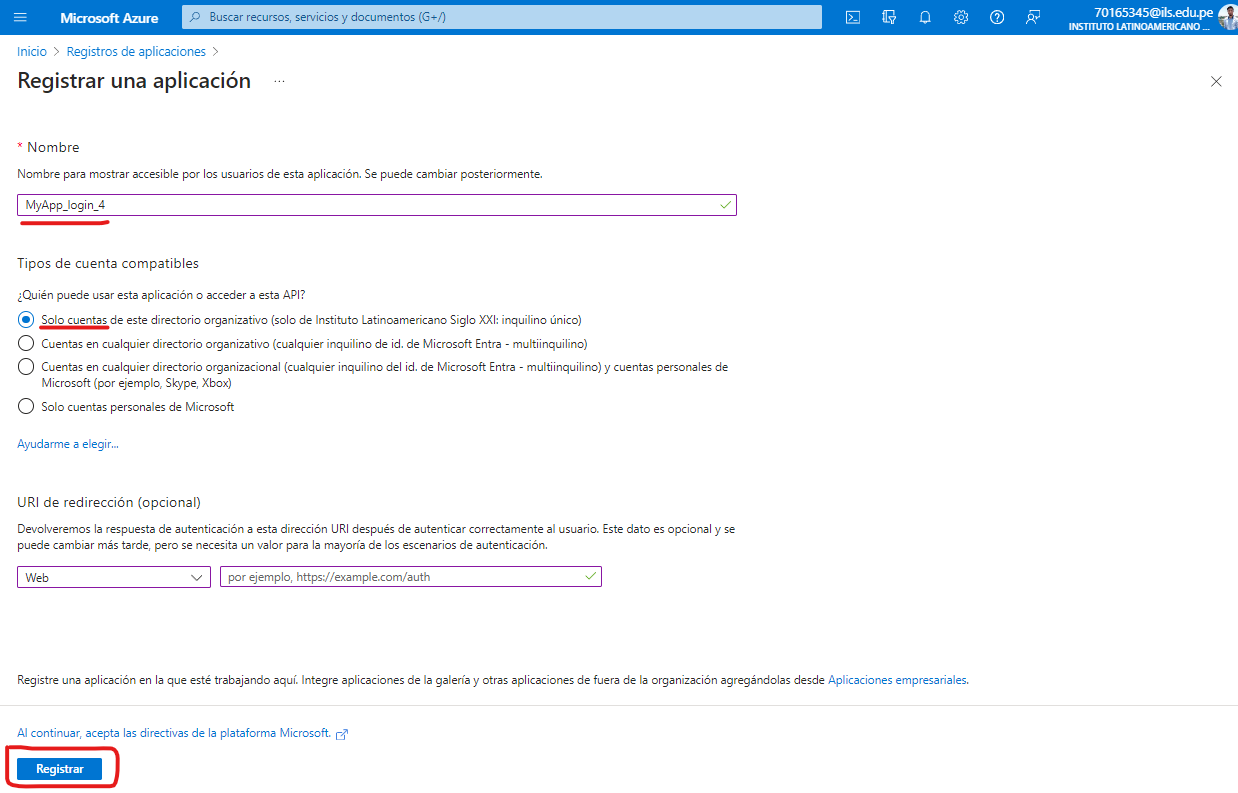 Microsoft Azure
Buscar recursos, servicios y documentos (G+/)
70165345@ils.edu.pe
INSTITUTO LATINOAMERICANO ...
Inicio > Registros de aplicaciones >
Registrar una aplicación ...
* Nombre
Nombre para mostrar accesible por los usuarios de esta aplicación. Se puede cambiar posteriormente.
MyApp_login_4
Tipos de cuenta compatibles
¿Quién puede usar esta aplicación o acceder a esta API?
Solo cuentas de este directorio organizativo (solo de Instituto Latinoamericano Siglo XXI: inquilino único)
Cuentas en cualquier directorio organizativo (cualquier inquilino de id. de Microsoft Entra - multiinquilino)
Cuentas en cualquier directorio organizacional (cualquier inquilino del id. de Microsoft Entra - multiinquilino) y cuentas personales de
Microsoft (por ejemplo, Skype, Xbox)
Solo cuentas personales de Microsoft
Ayudarme a elegir...
URI de redirección (opcional)
Devolveremos la respuesta de autenticación a esta dirección URI después de autenticar correctamente al usuario. Este dato es opcional y se
puede cambiar más tarde, pero se necesita un valor para la mayoría de los escenarios de autenticación.
Web
por ejemplo, https://example.com/auth
Registre una aplicación en la que esté trabajando aquí. Integre aplicaciones de la galería y otras aplicaciones de fuera de la organización agregándolas desde Aplicaciones empresariales.
Al continuar, acepta las directivas de la plataforma Microsoft.
Registrar